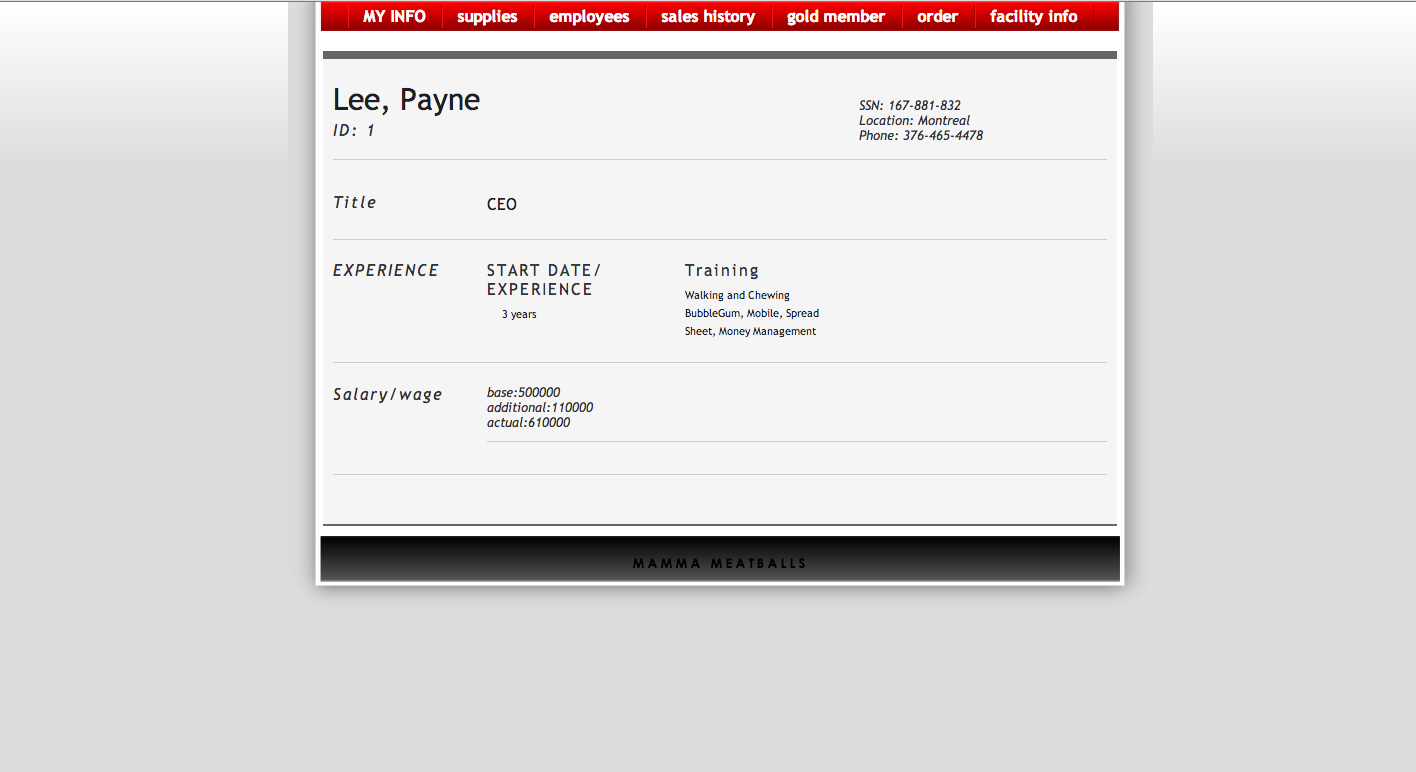 MY INFO supplies employees sales history gold member order facility info
Lee, Payne
ID: 1
SSN: 167-881-832
Location: Montreal
Phone: 376-465-4478
Title
CEO
EXPERIENCE
START DATE/
EXPERIENCE
3 years
Training
Walking and Chewing
BubbleGum, Mobile, Spread
Sheet, Money Management
Salary/wage
base:500000
additional:110000
actual:610000
MAMMA MEATBALLS